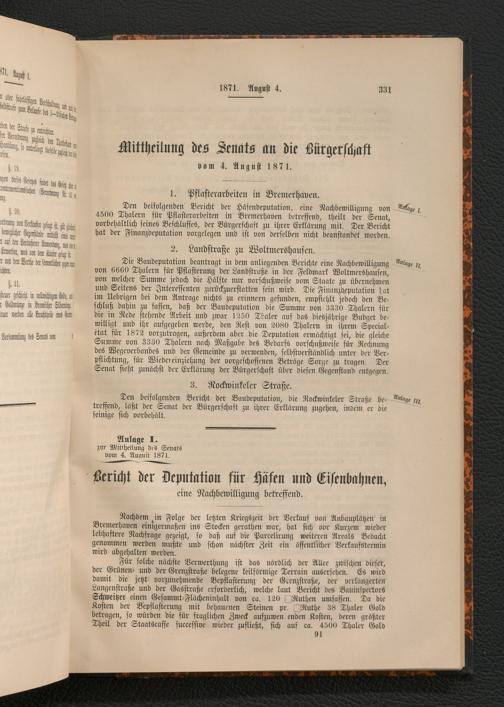 1871. August 4.
331
Mittheilung des Senats an die Bürgerschaft
vom 4. August 1871.
1. Pflasterarbeiten in Bremerhaven.
Den beifolgenden Bericht der Häfendeputation, eine Nachbewilligung von
4500 Thalern für Pflasterarbeiten in Bremerhaven betreffend, theilt der Senat,
vorbehältlich seines Beschlusses, der Bürgerschaft zu ihrer Erklärung mit. Der Bericht
hat der Finanzdeputation vorgelegen und ist von derselben nicht beanstandet worden.
Anlage I.
2. Landstraße zu Woltmershausen.
Die Baudeputation beantragt in dem anliegenden Berichte eine Nachbewilligung
von 6660 Thalern für Pflasterung der Landstraße in der Feldmark Woltmershausen,
von welcher Summe jedoch die Hälfte nur vorschußweise vom Staate zu übernehmen
und Seitens der Interessenten zurückzuerstatten sein wird. Die Finanzdeputation hat
im Uebrigen bei dem Antrage nichts zu erinnern gefunden, empfiehlt jedoch den Be-
schluß dahin zu fassen, daß der Baudeputation die Summe von 3330 Thalern für
die in Rede stehende Arbeit und zwar 1250 Thaler auf das diesjährige Budget be-
willigt und ihr aufgegeben werde, den Rest von 2080 Thalern in ihrem Special-
etat für 1872 vorzutragen, außerdem aber die Deputation ermächtigt sei, die gleiche
Summe von 3330 Thalern nach Maßgabe des Bedarfs vorschußweise für Rechnung
des Wegeverbandes und der Gemeinde zu verwenden, selbstverständlich unter der Ver-
pflichtung, für Wiedereinziehung der vorgeschossenen Beträge Sorge zu tragen. Der
Senat sieht zunächst der Erklärung der Bürgerschaft über diesen Gegenstand entgegen.
Anlage II.
3. Rockwinkeler Straße.
Den beifolgenden Bericht der Baudeputation, die Rockwinkeler Straße be-
treffend, läßt der Senat der Bürgerschaft zu ihrer Erklärung zugehen, indem er die
seinige sich vorbehält.
Anlage III.
Anlage I.
zur Mittheilung des Senats
vom 4. August 1871.
Bericht der Deputation für Häfen und Eisenbahnen,
eine Nachbewilligung betreffend.
Nachdem in Folge der letzten Kriegszeit der Verkauf von Anbauplätzen in
Bremerhaven einigermaßen ins Stocken gerathen war, hat sich vor Kurzem wieder
lebhaftere Nachfrage gezeigt, so daß auf die Parcelirung weiteren Areals Bedacht
genommen werden mußte und schon nächster Zeit ein öffentlicher Verkaufstermin
wird abgehalten werden.
Für solche nächste Verwerthung ist das nördlich der Allee zwischen dieser,
der Grünen- und der Grenzstraße belegene keilförmige Terrain ausersehen. Es wird
damit die jetzt vorzunehmende Bepflasterung der Grenzstraße, der verlängerten
Langenstraße und der Gasstraße erforderlich, welche laut Bericht des Bauinspectors
Schweizer einen Gesammt-Flächeninhalt von ca. 120 □Ruthen umfassen. Da die
Kosten der Bepflasterung mit behauenen Steinen pr. □Ruthe 38 Thaler Gold
betragen, so würden die für fraglichen Zweck aufzuwendenden Kosten, deren größter
Theil der Staatscasse successive wieder zufließt, sich auf ca. 4500 Thaler Gold
91